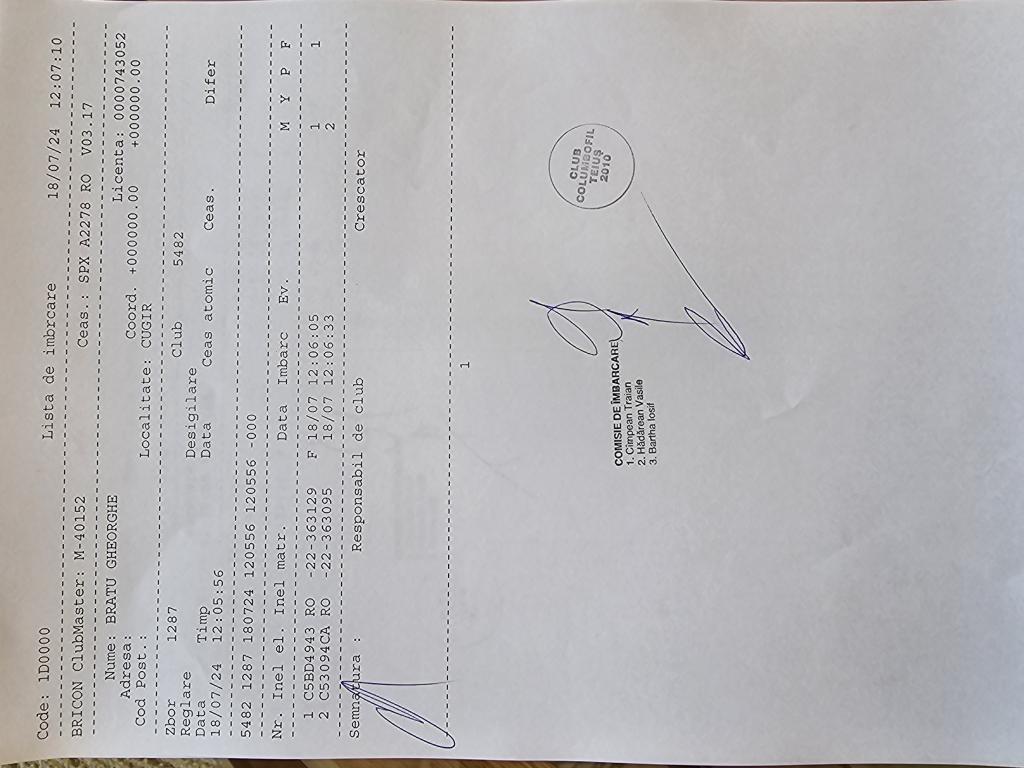 Code: 1D0000 Lista de imbrcare 18/07/24 12:07:10
BRICON ClubMaster: M-40152 Ceas.: SPX A2278 RO V03.17
Nume: BRATU GHEORGHE Licenta: 0000743052
Adresa: Coord. +000000.00 +000000.00
Cod Post.: Localitate: CUGIR
Zbor 1287 Club 5482
Reglare Desigilare
Data Timp Data Ceas atomic Ceas. Difer
18/07/24 12:05:56
5482 1287 180724 120556 120556 -000
Nr. Inel el. Inel matr. Data Imbarc Ev. M Y P F
1 C5BD4943 RO -22-363129 F 18/07 12.06.05 1 1
2 C53094CA RO -22-363095 18/07 12.06.33 2
Semnatura : Responsabil de club Crescator
1
COMISIE DE ÎMBARCARE
1. Cîmpean Traian
2. Hădărean Vasile
3. Bartha Iosif
CLUB
COLUMBOFIL
TEIUȘ
2010